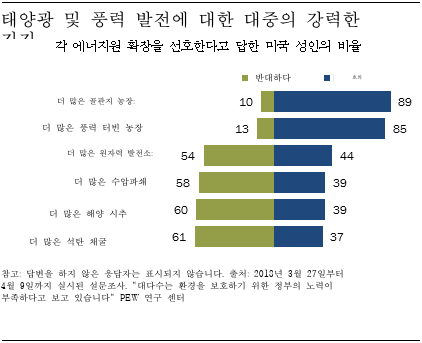 태양광 및 풍력 발전에 대한 대중의 강력한
각 에너지원 확장을 선호한다고 답한 미국 성인의 비율
반대하다
더 많은 끌판지 농장: 10 89
더 많은 풍력 터빈 농장 13 85
더 많은 원자력 발전소: 54 44
더 많은 수압파쇄 58 39
더 많은 해양 시추 60 39
더 많은 석탄 채굴 61 37
참고: 답변을 하지 않은 응답자는 표시되지 않습니다. 출처: 2018년 3월 27일부터
4월 9일까지 실시된 설문조사. "대다수는 환경을 보호하기 위한 정부의 노력이
부족하다고 보고 있습니다" PEW 연구 센터